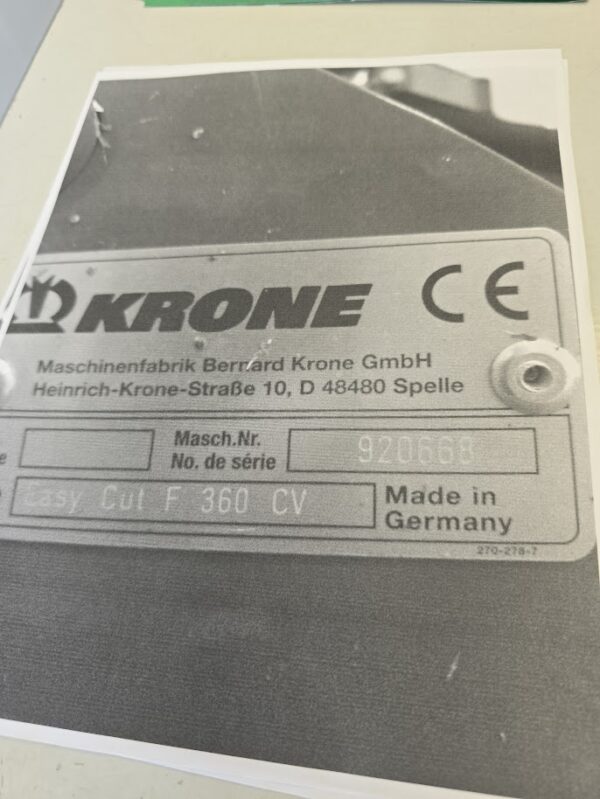 KRONE CE
Maschinenfabrik Bernard Krone GmbH
Heinrich-Krone-Straße 10, D 48480 Spelle
Masch.Nr.
No. de série
920668
Easy Cut F 360 CV
Made in
Germany
270-278-7